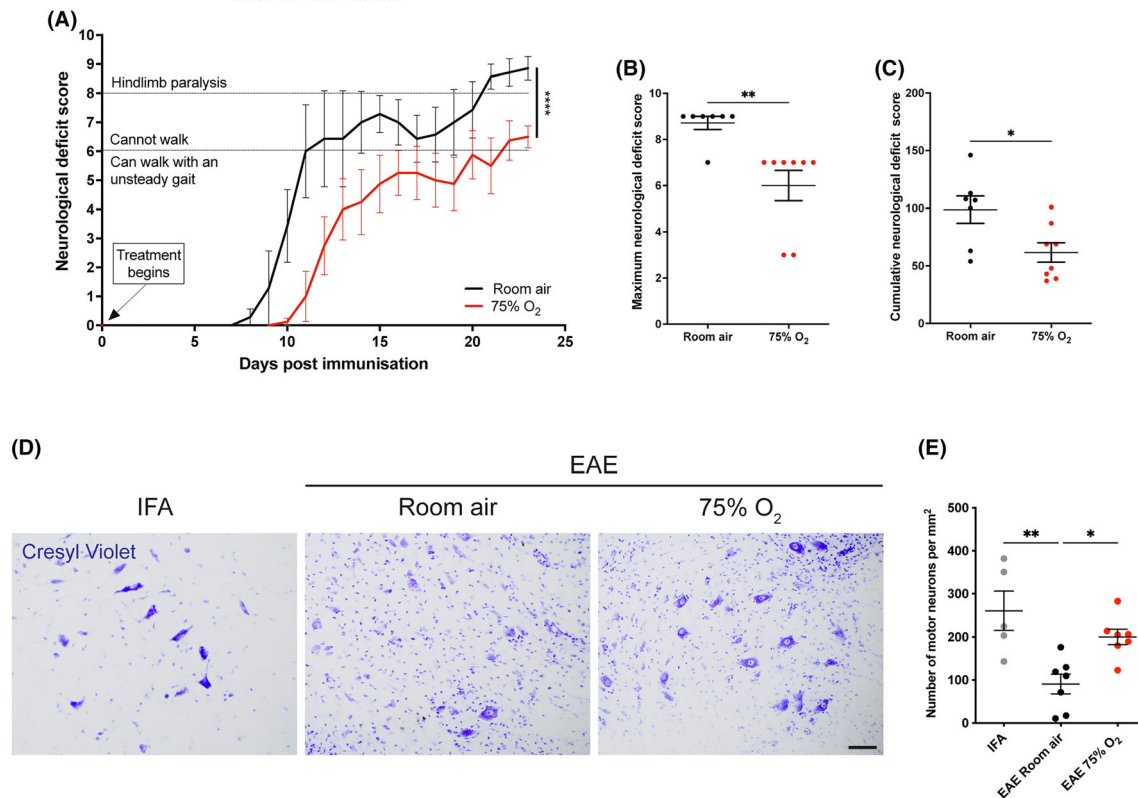 (A)
Neurological deficit score
10
9
8
7
6
5
4
3
2
1
0
Hindlimb paralysis
Cannot walk
Can walk with an
unsteady gait
Treatment
begins
****
Room air
75% O₂
0
5
10
15
20
25
Days post immunisation
(B)
Maximum neurological deficit score
10
8
6
4
2
0
**
Room air
75% O₂
(C)
Cumulative neurological deficit score
200
150
100
50
0
*
Room air
75% O₂
(D)
EAE
IFA
Room air
75% O₂
Cresyl Violet
(E)
Number of motor neurons per mm²
500
400
300
200
100
0
**
*
IFA
EAE Room air
EAE 75% O₂